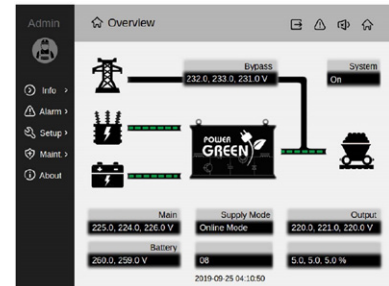 Admin
Overview
Info
Alarm
Setup
Maint.
About
Bypass
232.0, 233.0, 231.0 V
System
On
POWER
GREEN
Main
225.0, 224.0, 226.0 V
Supply Mode
Online Mode
Output
220.0, 221.0, 220.0 V
Battery
260.0, 259.0 V
08
5.0, 5.0, 5.0 %
2019-09-25 04:10:50